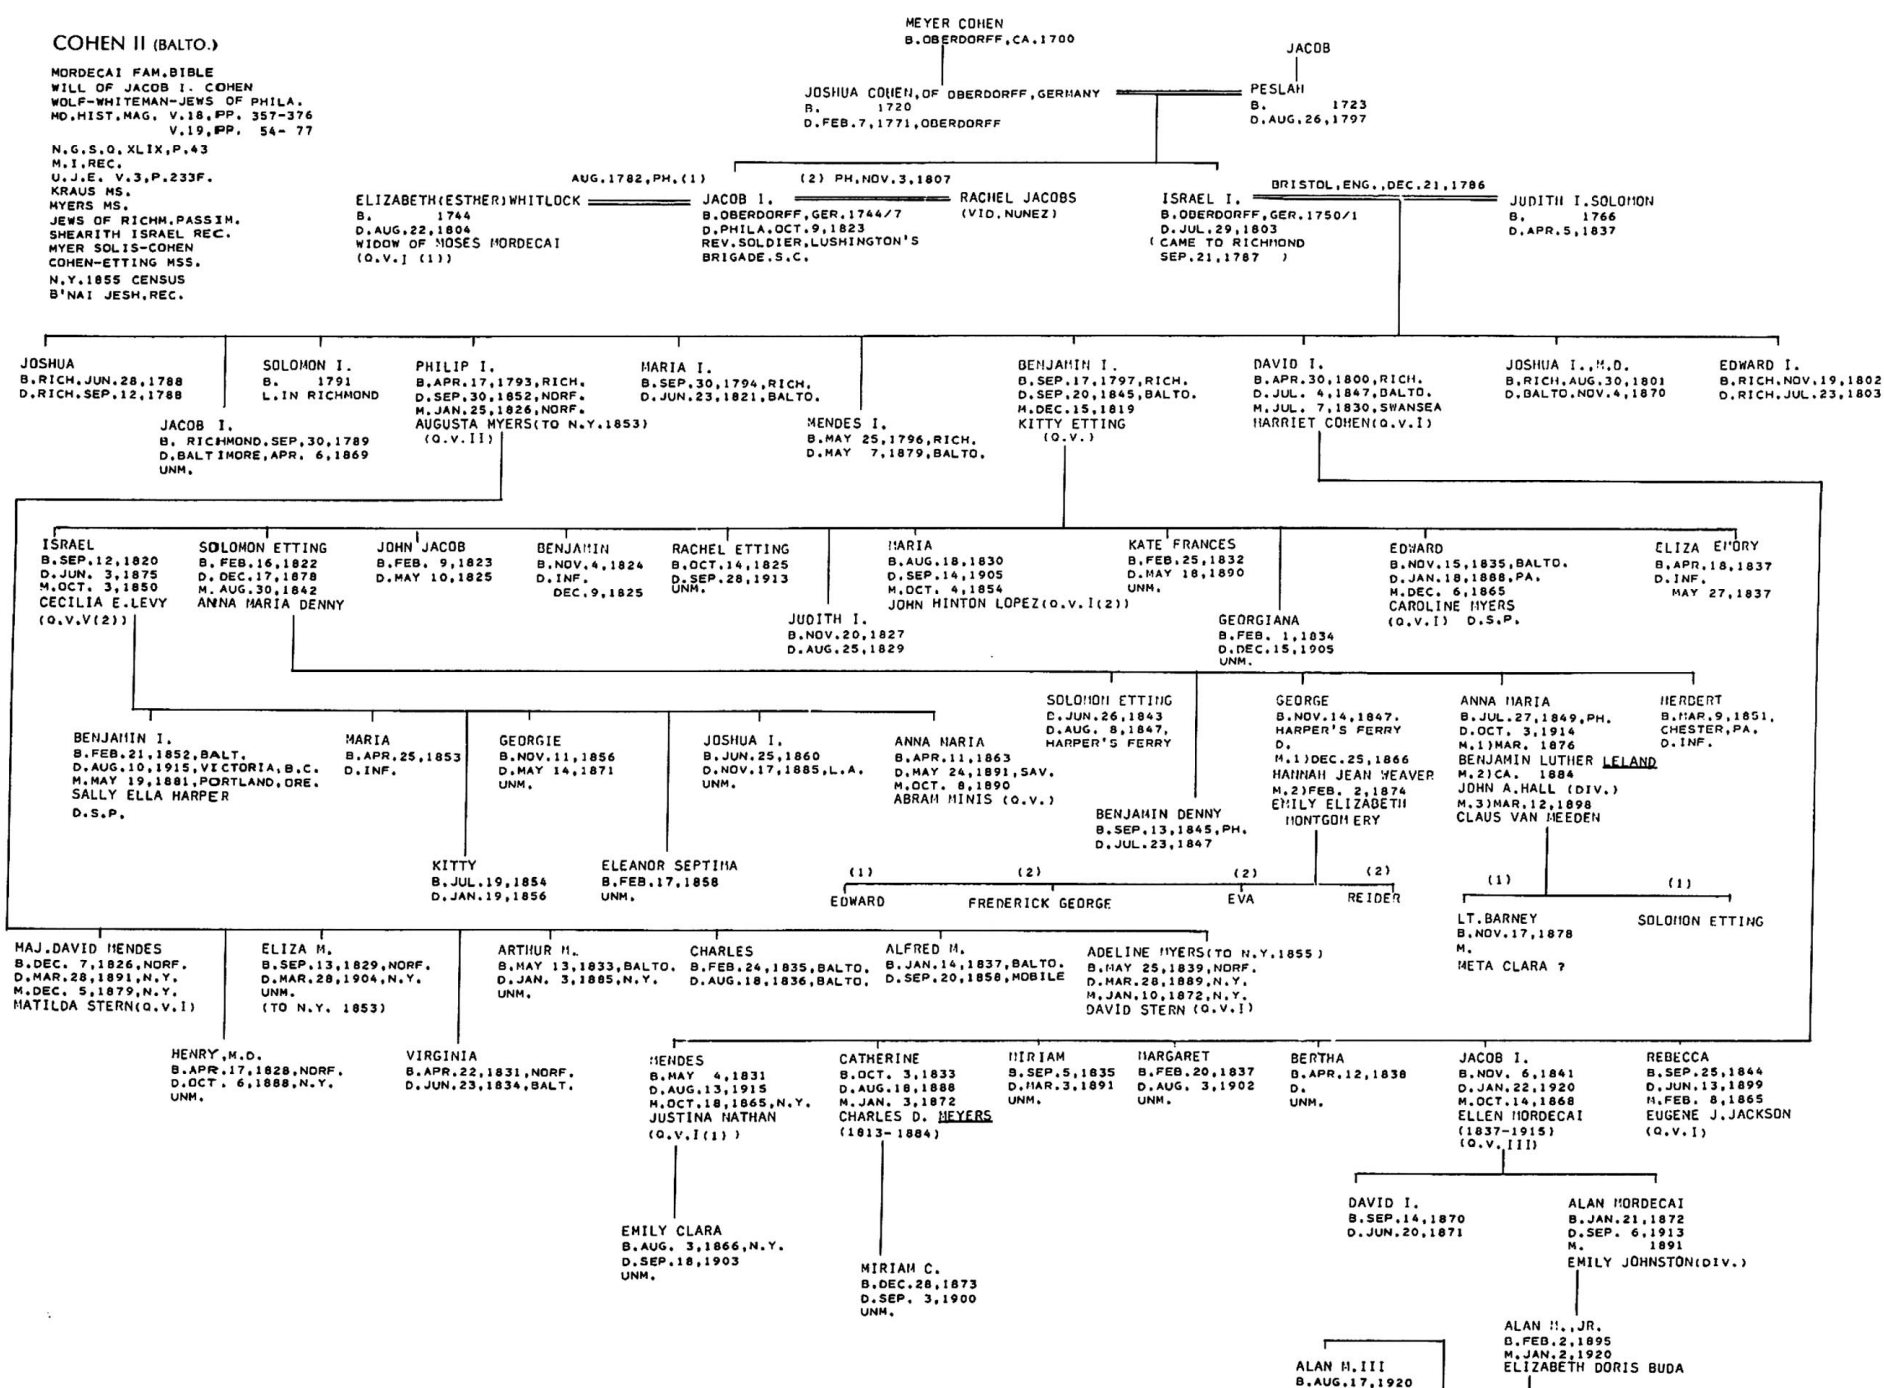 COHEN II (BALTO.)
MORDECAI FAM.BIBLE
WILL OF JACOB I. COHEN
WOLF-WHITEMAN-JEWS OF PHILA.
MD.HIST.MAG. V.18,PP. 357-376
V.19,PP. 54- 77
N.G.S.Q. XLIX,P.43
M.I.REC.
U.J.E. V.3,P.233F.
KRAUS MS.
MYERS MS.
JEWS OF RICHM.PASSIM.
SHEARITH ISRAEL REC.
MYER SOLIS-COHEN
COHEN-ETTING MSS.
N.Y.1855 CENSUS
B'NAI JESH.REC.
MEYER COHEN
B.OBERDORFF,CA.1700
JACOB
JOSHUA COHEN,OF OBERDORFF,GERMANY
B. 1720
D.FEB.7,1771,OBERDORFF
PESLAH
B. 1723
D.AUG.26,1797
AUG.1782,PH.(1)
(2) PH,NOV.3,1807
BRISTOL,ENG.,DEC.21,1786
ELIZABETH(ESTHER)WHITLOCK
B. 1744
D.AUG.22,1804
WIDOW OF MOSES MORDECAI
(Q.V.I (1))
JACOB I.
B.OBERDORFF,GER.1744/7
D.PHILA.OCT.9,1823
REV.SOLDIER,LUSHINGTON'S
BRIGADE.S.C.
RACHEL JACOBS
(VID.NUNEZ)
ISRAEL I.
B.OBERDORFF,GER.1750/1
D.JUL.29,1803
( CAME TO RICHMOND
SEP.21,1787 )
JUDITH I.SOLOMON
B. 1766
D.APR.5,1837
JOSHUA
B.RICH.JUN.28,1788
D.RICH.SEP.12,1788
JACOB I.
B. RICHMOND.SEP,30,1789
D.BALTIMORE,APR. 6,1869
UNM.
SOLOMON I.
B. 1791
L.IN RICHMOND
PHILIP I.
B.APR.17,1793,RICH.
D.SEP.30,1852,NORF.
M.JAN.25,1826,NORF.
AUGUSTA MYERS(TO N.Y.1853)
(Q.V.II)
MARIA I.
B.SEP.30,1794,RICH.
D.JUN.23,1821,BALTO.
MENDES I.
B.MAY 25,1796,RICH.
D.MAY 7,1879,BALTO.
BENJAMIN I.
B.SEP.17,1797,RICH.
D.SEP.20,1845,BALTO.
M.DEC.15,1819
KITTY ETTING
(Q.V.)
DAVID I.
B.APR.30,1800,RICH.
D.JUL. 4,1847,BALTO.
M.JUL. 7,1830,SWANSEA
HARRIET COHEN(Q.V.I)
JOSHUA I.,M.D.
B.RICH.AUG.30,1801
D.BALTO.NOV.4,1870
EDWARD I.
B.RICH.NOV.19,1802
D.RICH,JUL.23,1803
ISRAEL
B.SEP.12,1820
D.JUN. 3,1875
M.OCT. 3,1850
CECILIA E.LEVY
(Q.V.V(2))
SOLOMON ETTING
B. FEB.16,1822
D. DEC.17,1878
M. AUG.30,1842
ANNA MARIA DENNY
JOHN JACOB
B.FEB. 9,1823
D.MAY 10,1825
BENJAMIN
B.NOV.4,1824
D.INF.
DEC.9,1825
RACHEL ETTING
B.OCT.14,1825
D.SEP.28,1913
UNM.
JUDITH I.
B.NOV.20,1827
D.AUG.25,1829
MARIA
B.AUG.18,1830
D.SEP.14,1905
M.OCT. 4,1854
JOHN HINTON LOPEZ(Q.V.I(2))
KATE FRANCES
B.FEB.25,1832
D.MAY 18,1890
UNM.
GEORGIANA
B.FEB. 1,1834
D.DEC.15,1905
UNM.
EDWARD
B.NOV.15,1835,BALTO.
D.JAN.18,1888,PA.
M.DEC. 6,1865
CAROLINE MYERS
(Q.V.I) D.S.P.
ELIZA EMORY
B.APR.18,1837
D.INF.
MAY 27,1837
BENJAMIN I.
B.FEB.21,1852,BALT.
D.AUG.10,1915,VICTORIA,B.C.
M.MAY 19,1881,PORTLAND,ORE.
SALLY ELLA HARPER
D.S.P.
MARIA
B.APR.25,1853
D.INF.
KITTY
B.JUL.19,1854
D.JAN.19,1856
GEORGIE
B.NOV.11,1856
D.MAY 14,1871
UNM.
ELEANOR SEPTIMA
B.FEB.17,1858
UNM.
JOSHUA I.
B.JUN.25,1860
D.NOV.17,1885,L.A.
UNM.
ANNA MARIA
B.APR.11,1863
D.MAY 24,1891,SAV.
M.OCT. 8,1890
ABRAM MINIS (Q.V.)
SOLOMON ETTING
B.JUN.26,1843
D.AUG. 8,1847,
HARPER'S FERRY
BENJAMIN DENNY
B.SEP.13,1845,PH.
D.JUL.23,1847
GEORGE
B.NOV.14,1847.
HARPER'S FERRY
D.
M.1)DEC.25,1866
HANNAH JEAN WEAVER
M.2)FEB. 2,1874
EMILY ELIZABETH
MONTGOMERY
ANNA MARIA
B.JUL.27,1849,PH.
D.OCT. 3,1914
M.1)MAR. 1876
BENJAMIN LUTHER LELAND
M.2)CA. 1884
JOHN A.HALL (DIV.)
M.3)MAR.12,1898
CLAUS VAN MEEDEN
HERBERT
B.MAR.9,1851,
CHESTER,PA.
D.INF.
(1)
EDWARD
(2)
FREDERICK GEORGE
(2)
EVA
(2)
REIDER
(1)
LT.BARNEY
B.NOV.17,1878
M.
META CLARA ?
(1)
SOLOMON ETTING
MAJ.DAVID MENDES
B.DEC. 7,1826,NORF.
D.MAR.28,1891,N.Y.
M.DEC. 5,1879,N.Y.
MATILDA STERN(Q.V.I)
HENRY,M.D.
B.APR.17,1828,NORF.
D.OCT. 6,1888,N.Y.
UNM.
ELIZA M.
B.SEP.13,1829,NORF.
D.MAR.28,1904,N.Y.
UNM.
(TO N.Y. 1853)
VIRGINIA
B.APR.22,1831,NORF.
D.JUN.23,1834,BALT.
ARTHUR M.
B.MAY 13,1833,BALTO.
D.JAN. 3,1885,N.Y.
UNM.
CHARLES
B.FEB.24,1835,BALTO.
D.AUG.18,1836,BALTO.
ALFRED M.
B.JAN.14,1837,BALTO.
D.SEP.20,1858,MOBILE
ADELINE MYERS(TO N.Y.1855)
B.MAY 25,1839,NORF.
D.MAR.28,1889,N.Y.
M.JAN.10,1872,N.Y.
DAVID STERN (Q.V.I)
MENDES
B.MAY 4,1831
D.AUG.13,1915
M.OCT.18,1865,N.Y.
JUSTINA NATHAN
(Q.V.I(1) )
CATHERINE
B.OCT. 3,1833
D.AUG.18,1888
M.JAN. 3,1872
CHARLES D. MEYERS
(1813-1884)
MIRIAM
B.SEP.5,1835
D.MAR.3,1891
UNM.
MARGARET
B.FEB.20,1837
D.AUG. 3,1902
UNM.
BERTHA
B.APR.12,1838
D.
UNM.
JACOB I.
B.NOV. 6,1841
D.JAN.22,1920
M.OCT.14,1868
ELLEN MORDECAI
(1837-1915)
(Q.V.III)
REBECCA
B.SEP.25,1844
D.JUN.13,1899
M.FEB. 8,1865
EUGENE J.JACKSON
(Q.V.I)
EMILY CLARA
B.AUG. 3,1866,N.Y.
D.SEP.18,1903
UNM.
MIRIAM C.
B.DEC.28,1873
D.SEP. 3,1900
UNM.
DAVID I.
B.SEP.14,1870
D.JUN.20,1871
ALAN MORDECAI
B.JAN.21,1872
D.SEP. 6,1913
M. 1891
EMILY JOHNSTON(DIV.)
ALAN M.,JR.
B.FEB.2,1895
M.JAN.2,1920
ELIZABETH DORIS BUDA
ALAN M.III
B.AUG.17,1920